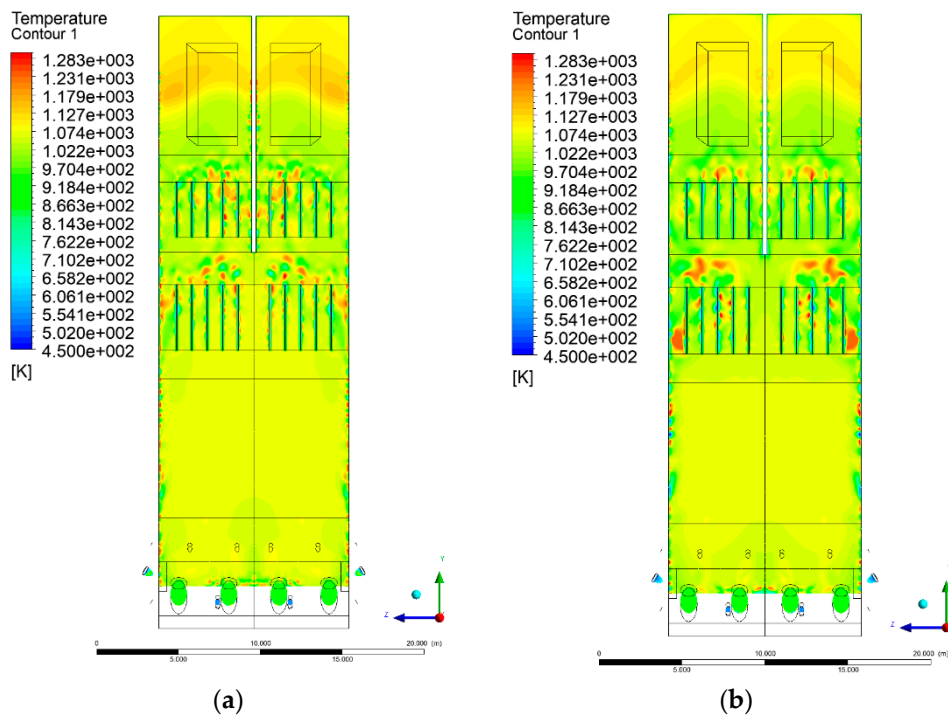 Temperature
Contour 1
1.283e+003
1.231e+003
1.179e+003
1.127e+003
1.074e+003
1.022e+003
9.704e+002
9.184e+002
8.663e+002
8.143e+002
7.622e+002
7.102e+002
6.582e+002
6.061e+002
5.541e+002
5.020e+002
4.500e+002
[K]
Y
Z
0 10.000 20.000 (m)
5.000 15.000
(a)
Temperature
Contour 1
1.283e+003
1.231e+003
1.179e+003
1.127e+003
1.074e+003
1.022e+003
9.704e+002
9.184e+002
8.663e+002
8.143e+002
7.622e+002
7.102e+002
6.582e+002
6.061e+002
5.541e+002
5.020e+002
4.500e+002
[K]
Z
0 10.000 20.000 (m)
5.000 15.000
(b)